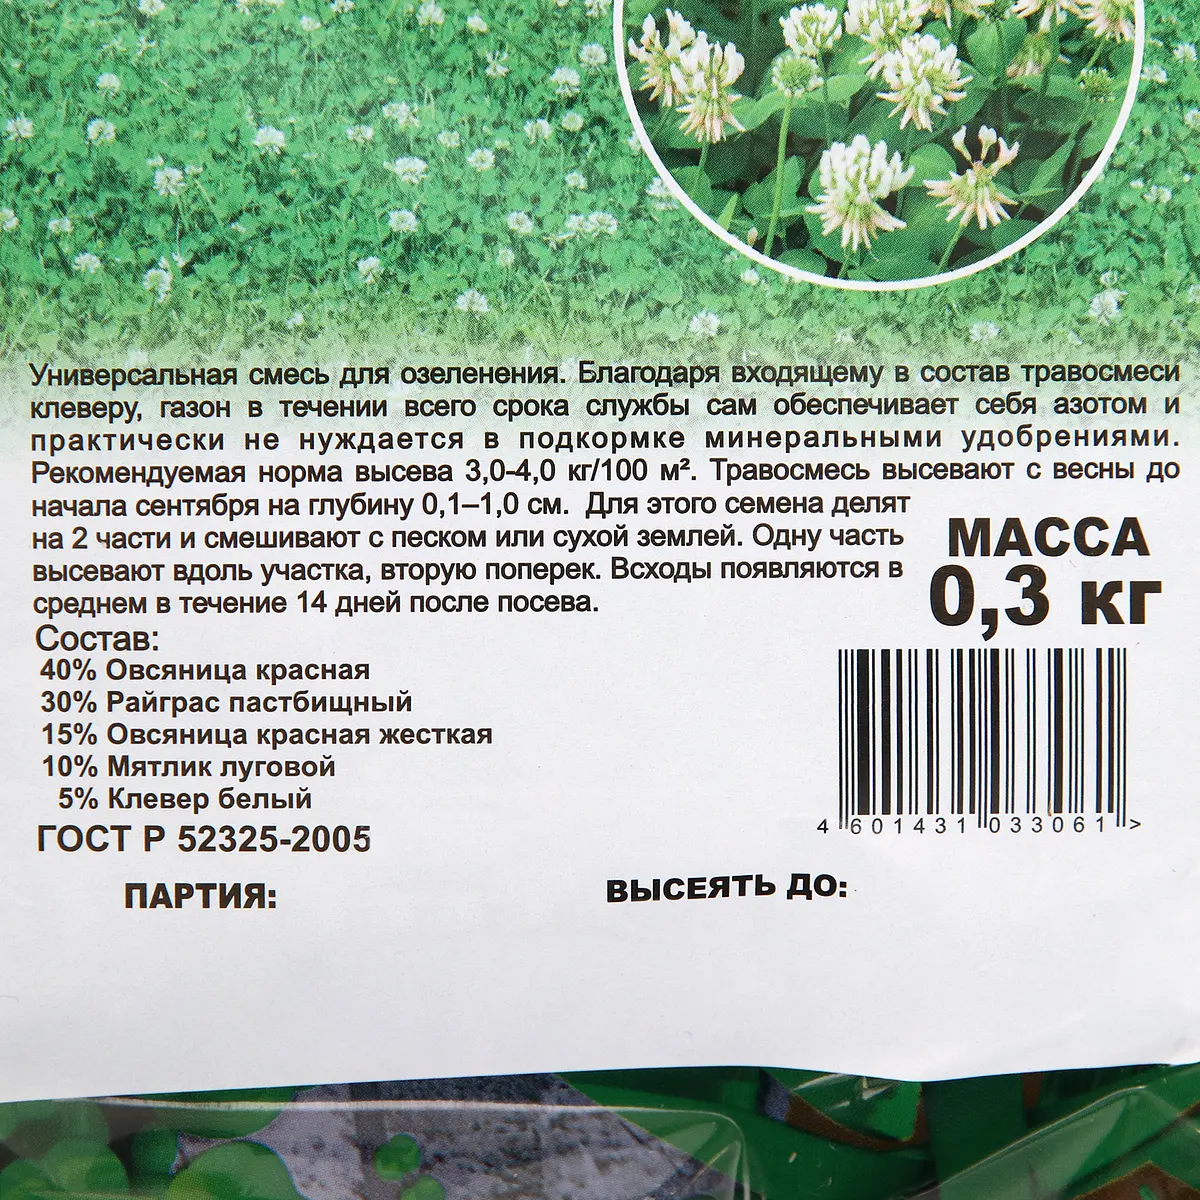 Универсальная смесь для озеленения. Благодаря входящему в состав травосмеси
клеверу, газон в течении всего срока службы сам обеспечивает себя азотом и
практически не нуждается в подкормке минеральными удобрениями.
Рекомендуемая норма высева 3,0-4,0 кг/100 м². Травосмесь высевают с весны до
начала сентября на глубину 0,1–1,0 см. Для этого семена делят
на 2 части и смешивают с песком или сухой землей. Одну часть
высевают вдоль участка, вторую поперек. Всходы появляются в
среднем в течение 14 дней после посева.
МАССА
0,3 кг
Состав:
40% Овсяница красная
30% Райграс пастбищный
15% Овсяница красная жесткая
10% Мятлик луговой
5% Клевер белый
ГОСТ Р 52325-2005
4 601431 033061 >
ПАРТИЯ:
ВЫСЕЯТЬ ДО: